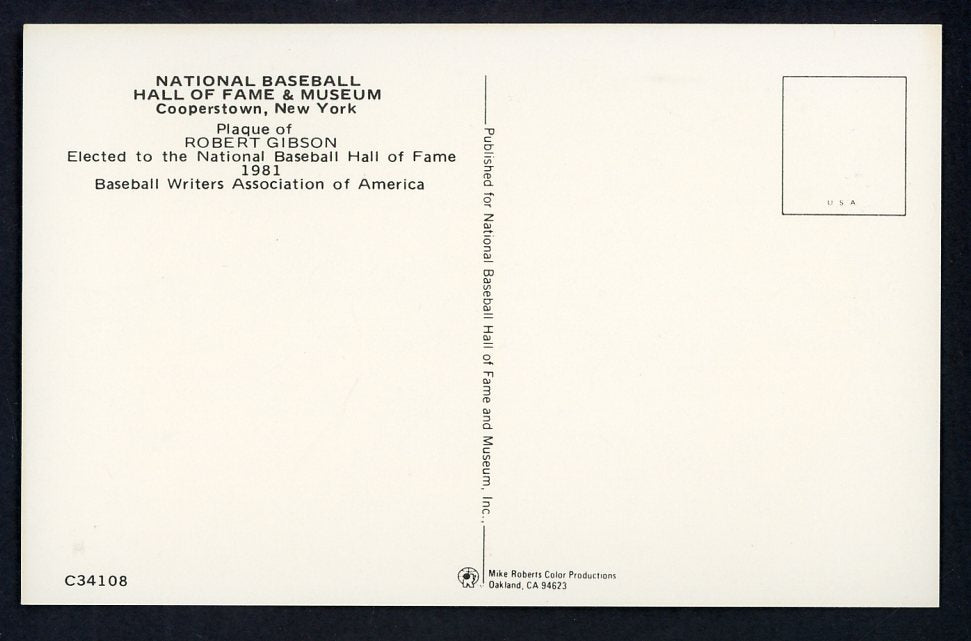 NATIONAL BASEBALL
HALL OF FAME & MUSEUM
Cooperstown, New York
Plaque of
ROBERT GIBSON
Elected to the National Baseball Hall of Fame
1981
Baseball Writers Association of America
C34108
Published for National Baseball Hall of Fame and Museum, Inc.,
Mike Roberts Color Productions
Oakland, CA 94623
U S A